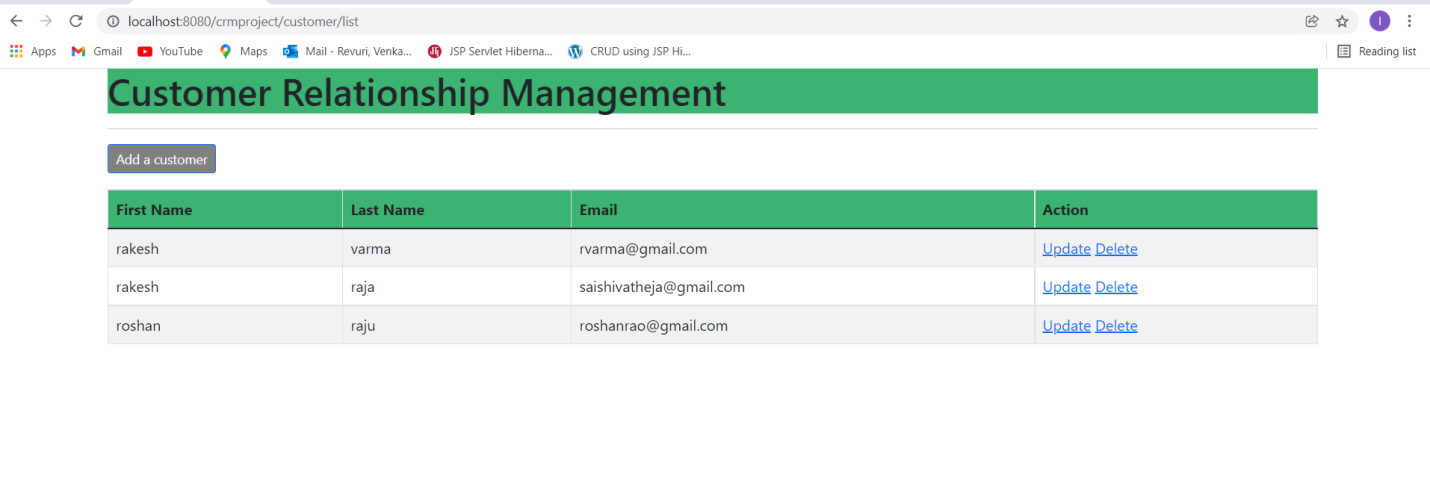 localhost:8080/crmproject/customer/list
I
Apps Gmail YouTube Maps Mail - Revuri, Venka... JSP Servlet Hiberna... CRUD using JSP Hi... Reading list
Customer Relationship Management
Add a customer
First Name Last Name Email Action
rakesh varma rvarma@gmail.com Update Delete
rakesh raja saishivatheja@gmail.com Update Delete
roshan raju roshanrao@gmail.com Update Delete